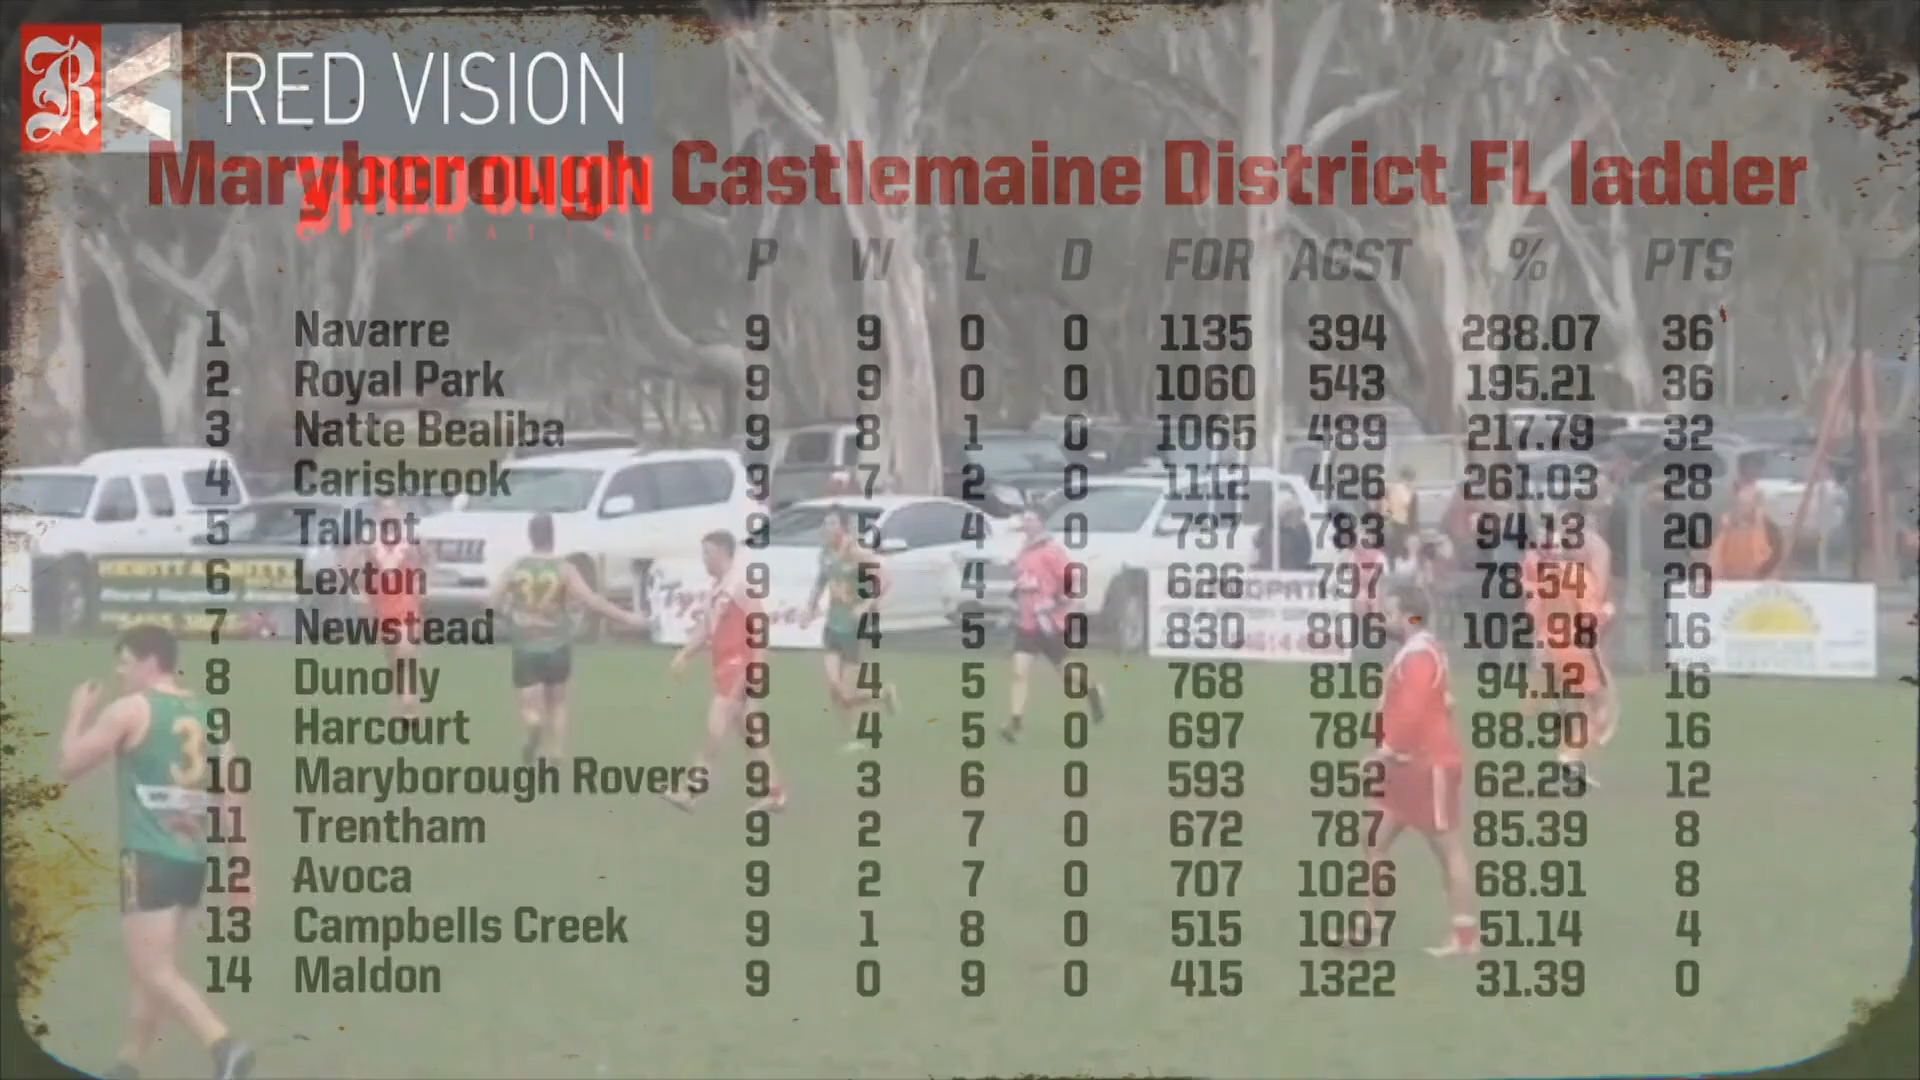 RED VISION
Maryborough Castlemaine District FL ladder
P W L D FOR AGST % PTS
1 Navarre 9 9 0 0 1135 394 288.07 36
2 Royal Park 9 9 0 0 1060 543 195.21 36
3 Natte Bealiba 9 8 1 0 1065 489 217.79 32
4 Carisbrook 9 7 2 0 1112 426 261.03 28
5 Talbot 9 5 4 0 737 783 94.13 20
6 Lexton 9 5 4 0 626 797 78.54 20
7 Newstead 9 4 5 0 830 806 102.98 16
8 Dunolly 9 4 5 0 768 816 94.12 16
9 Harcourt 9 4 5 0 697 784 88.90 16
10 Maryborough Rovers 9 3 6 0 593 952 62.29 12
11 Trentham 9 2 7 0 672 787 85.39 8
12 Avoca 9 2 7 0 707 1026 68.91 8
13 Campbells Creek 9 1 8 0 515 1007 51.14 4
14 Maldon 9 0 9 0 415 1322 31.39 0
32
3